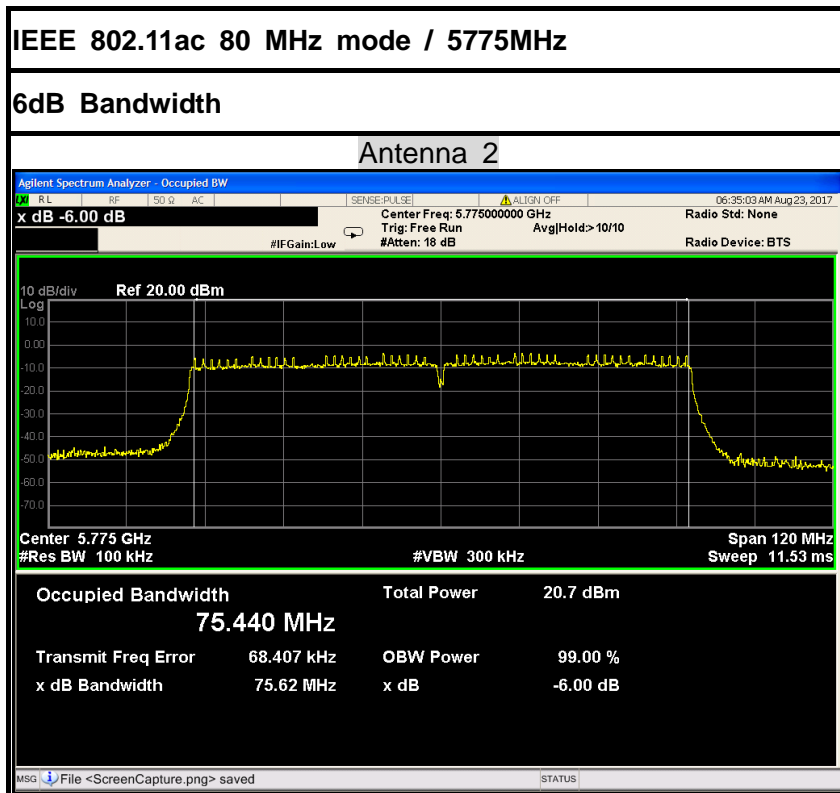 IEEE 802.11ac 80 MHz mode / 5775MHz
6dB Bandwidth
Antenna 2
Agilent Spectrum Analyzer - Occupied BW
LXI RL RF 50 Ω AC SENSE:PULSE ALIGN OFF 06:35:03 AM Aug 23, 2017
x dB -6.00 dB Center Freq: 5.775000000 GHz Radio Std: None
Trig: Free Run Avg|Hold:>10/10
#IFGain:Low #Atten: 18 dB Radio Device: BTS
10 dB/div Ref 20.00 dBm
Log
10.0
0.00
-10.0
-20.0
-30.0
-40.0
-50.0
-60.0
-70.0
Center 5.775 GHz Span 120 MHz
#Res BW 100 kHz #VBW 300 kHz Sweep 11.53 ms
Occupied Bandwidth Total Power 20.7 dBm
75.440 MHz
Transmit Freq Error 68.407 kHz OBW Power 99.00 %
x dB Bandwidth 75.62 MHz x dB -6.00 dB
MSG File <ScreenCapture.png> saved STATUS